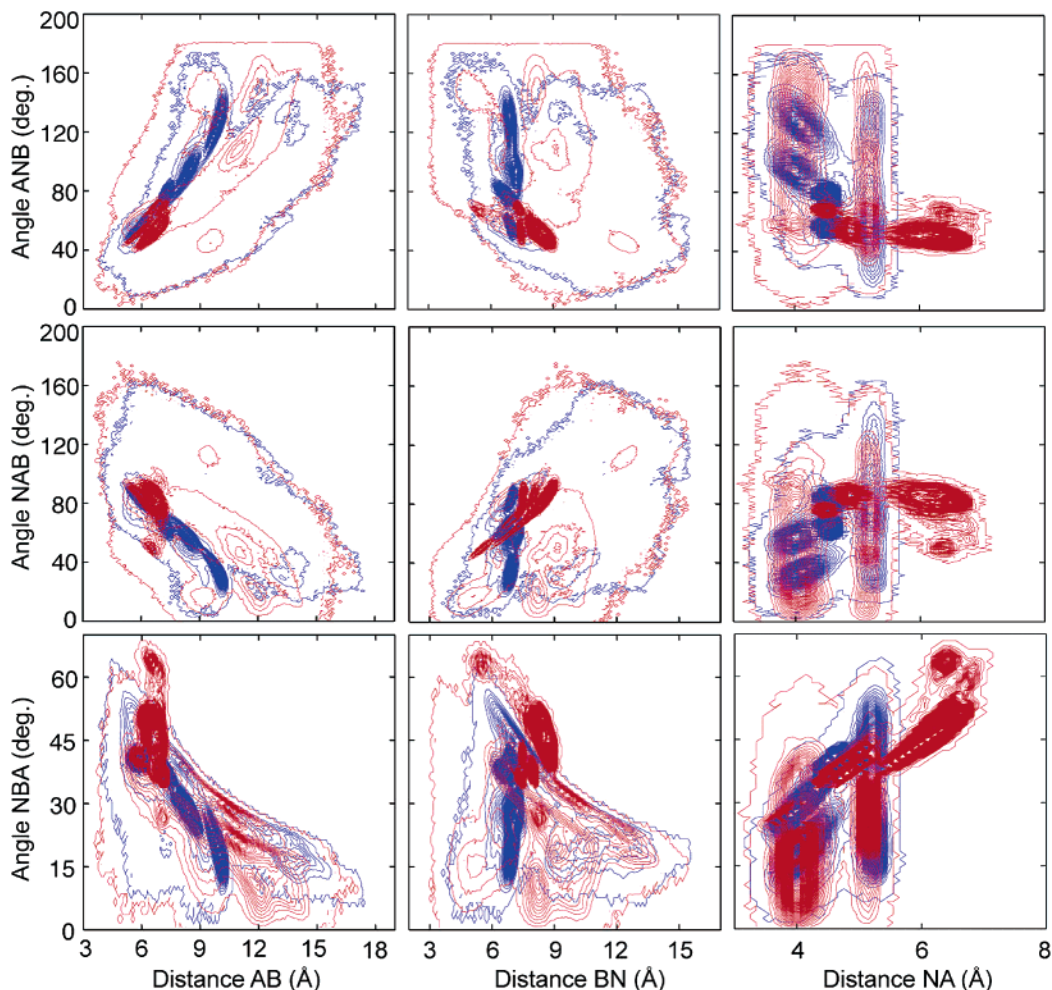 200
160
120
80
40
0
Angle ANB (deg.)
200
160
120
80
40
0
Angle NAB (deg.)
60
45
30
15
0
Angle NBA (deg.)
3 6 9 12 15 18
Distance AB (Å)
3 6 9 12 15
Distance BN (Å)
4 5 6 7 8
Distance NA (Å)